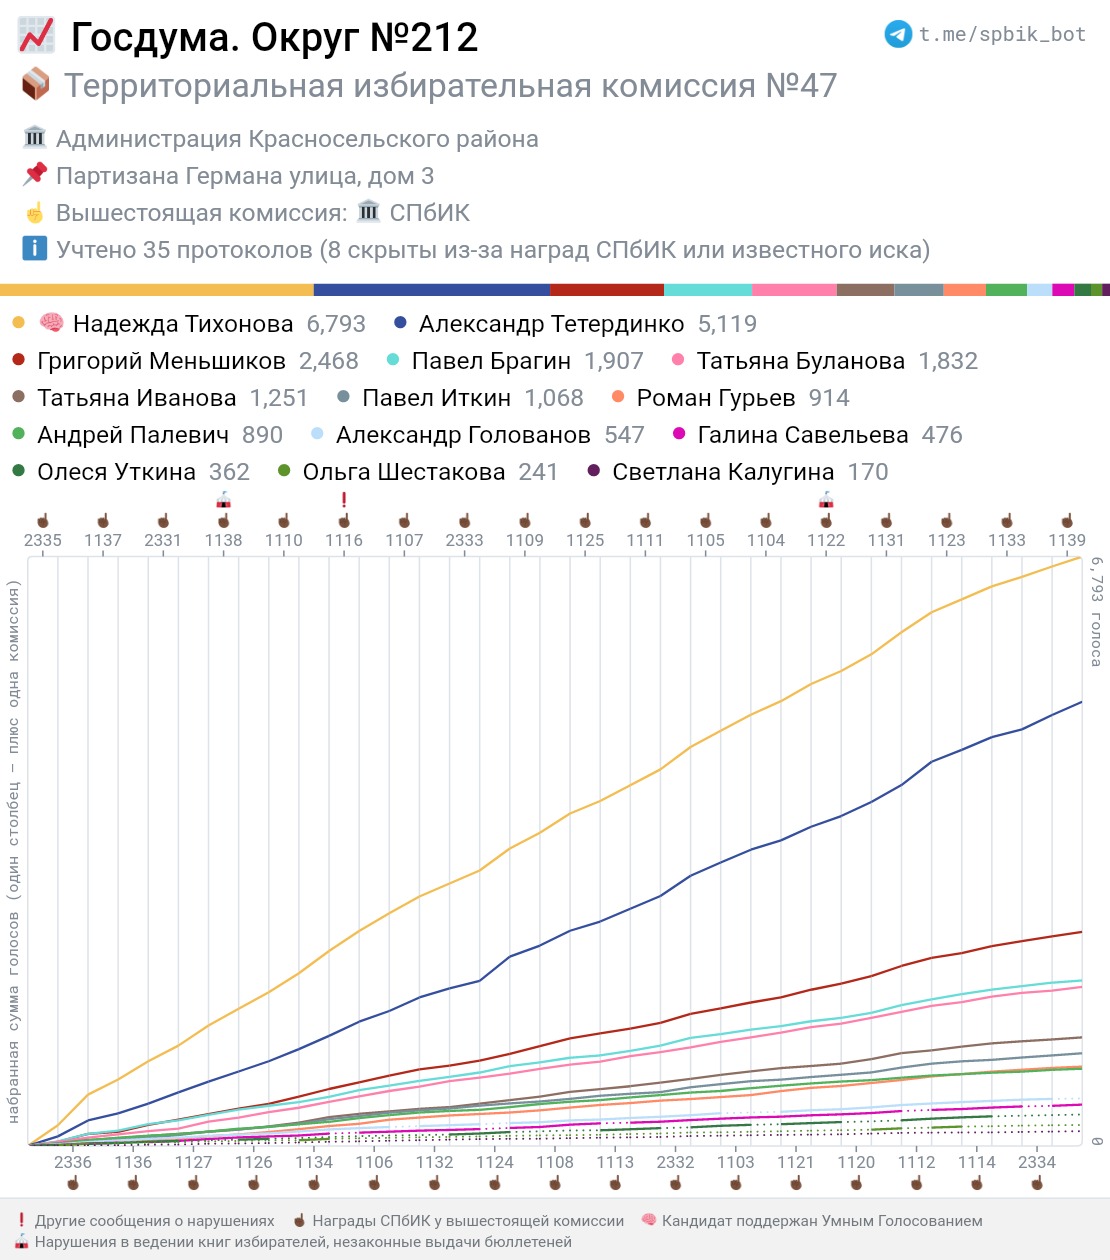 Госдума. Округ №212
t.me/spbik_bot
Территориальная избирательная комиссия №47
Администрация Красносельского района
Партизана Германа улица, дом 3
Вышестоящая комиссия: СПбИК
Учтено 35 протоколов (8 скрыты из-за наград СПбИК или известного иска)
Надежда Тихонова 6,793 Александр Тетердинко 5,119
Григорий Меньшиков 2,468 Павел Брагин 1,907 Татьяна Буланова 1,832
Татьяна Иванова 1,251 Павел Иткин 1,068 Роман Гурьев 914
Андрей Палевич 890 Александр Голованов 547 Галина Савельева 476
Олеся Уткина 362 Ольга Шестакова 241 Светлана Калугина 170
2335 1137 2331 1138 1110 1116 1107 2333 1109 1125 1111 1105 1104 1122 1131 1123 1133 1139
набранная сумма голосов (один столбец – плюс одна комиссия)
6,793 голоса
0
2336 1136 1127 1126 1134 1106 1132 1124 1108 1113 2332 1103 1121 1120 1112 1114 2334
Другие сообщения о нарушениях Награды СПбИК у вышестоящей комиссии Кандидат поддержан Умным Голосованием
Нарушения в ведении книг избирателей, незаконные выдачи бюллетеней